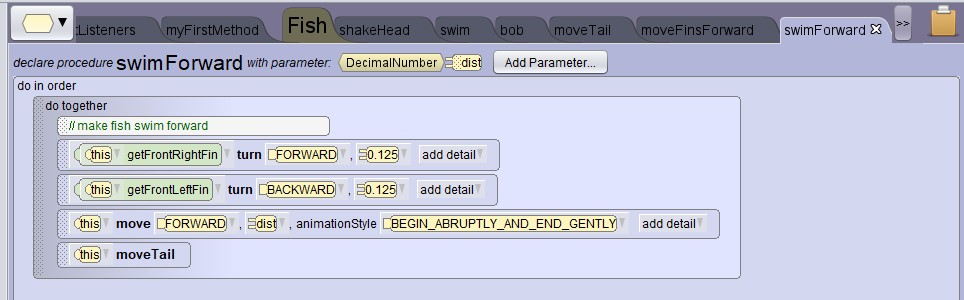 tListeners myFirstMethod Fish shakeHead swim bob moveTail moveFinsForward swimForward >>
declare procedure swimForward with parameter: DecimalNumber dist Add Parameter...
do in order
do together
// make fish swim forward
this getFrontRightFin turn FORWARD , 0.125 add detail
this getFrontLeftFin turn BACKWARD , 0.125 add detail
this move FORWARD , dist , animationStyle BEGIN_ABRUPTLY_AND_END_GENTLY add detail
this moveTail